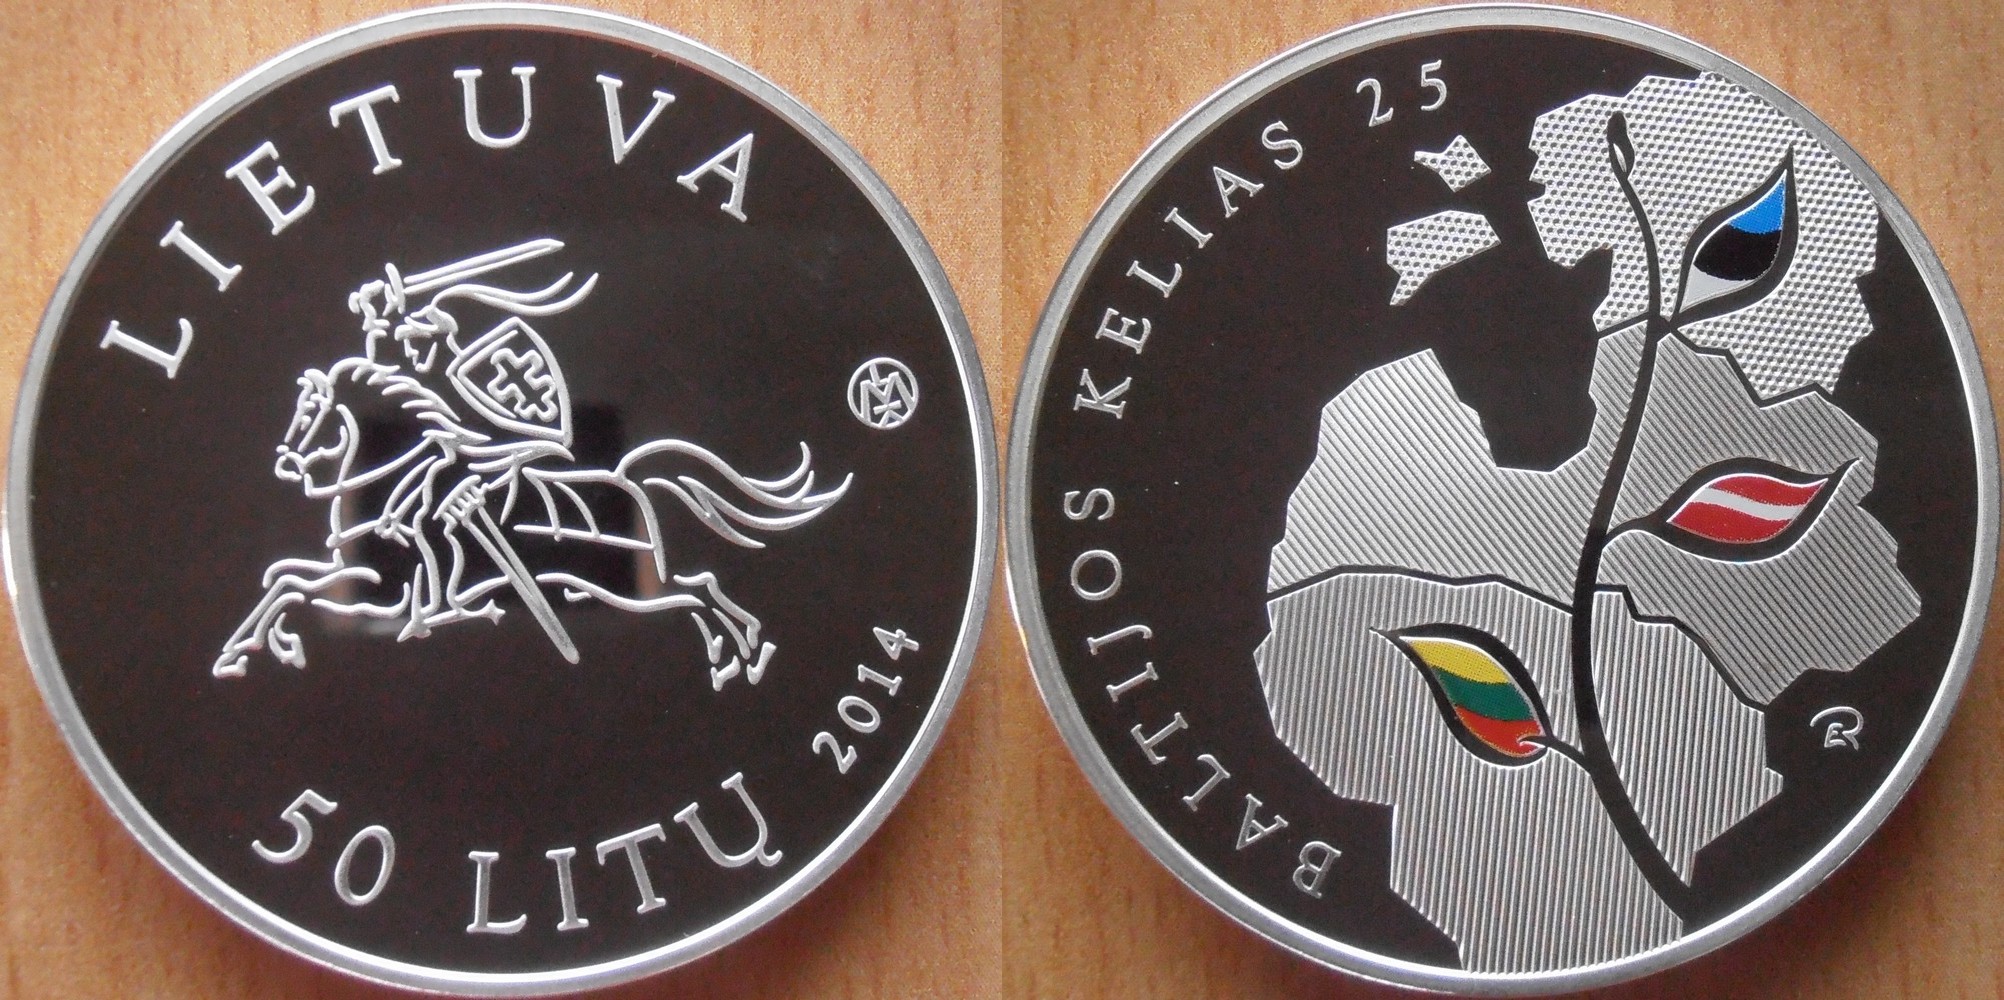 LIETUVA
50 LITŲ 2014
BALTIJOS KELIAS 25